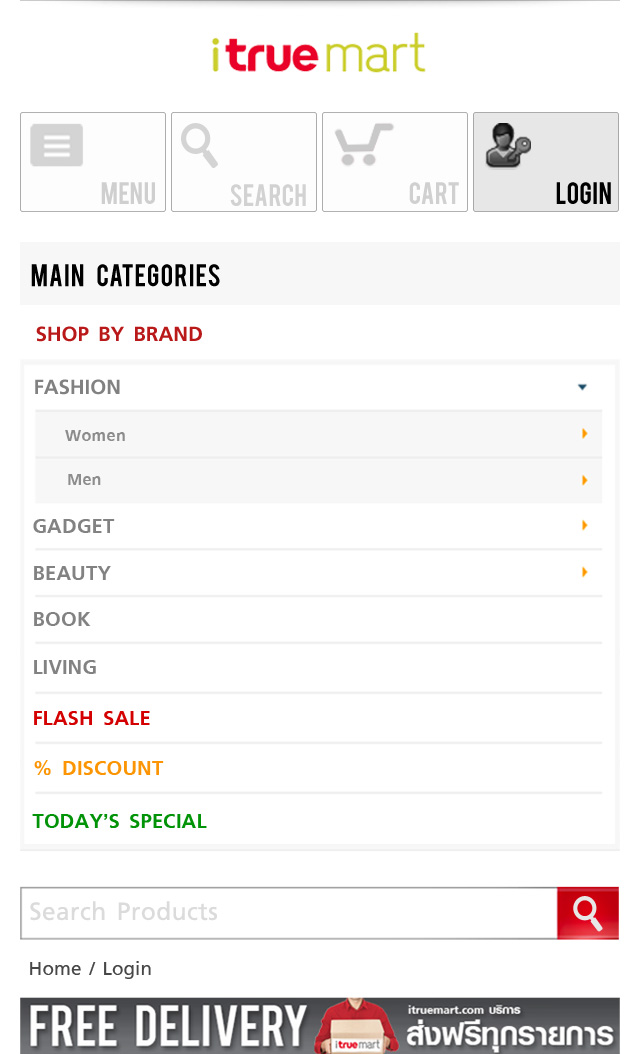 itruemart
MENU
SEARCH
CART
LOGIN
MAIN CATEGORIES
SHOP BY BRAND
FASHION
Women
Men
GADGET
BEAUTY
BOOK
LIVING
FLASH SALE
% DISCOUNT
TODAY'S SPECIAL
Search Products
Home / Login
FREE DELIVERY
itruemart
itruemart.com บริการ
ส่งฟรีทุกรายการ